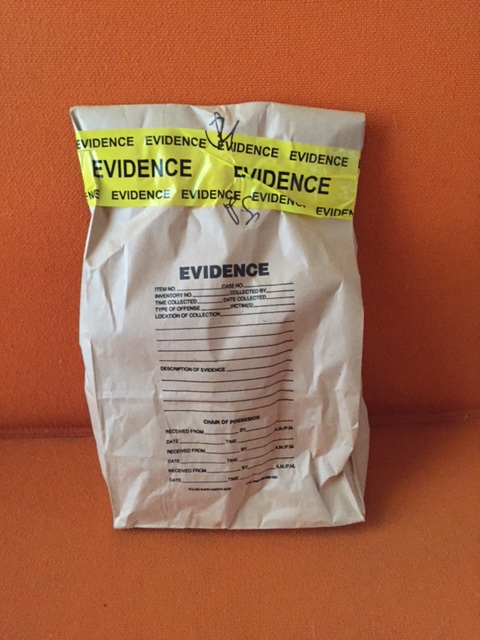 EVIDENCE EVIDENCE EVIDENCE EVIDENCE
EVIDENCE EVIDENCE
EVIDENCE EVIDENCE EVIDENC EVIDEN
EVIDENCE
ITEM NO. CASE NO.
INVENTORY NO. COLLECTED BY
TIME COLLECTED DATE COLLECTED
TYPE OF OFFENSE VICTIM(S)
LOCATION OF COLLECTION
DESCRIPTION OF EVIDENCE
CHAIN OF POSSESSION
RECEIVED FROM BY A.M./P.M.
DATE TIME
RECEIVED FROM BY A.M./P.M.
DATE TIME
RECEIVED FROM BY A.M./P.M.
DATE TIME